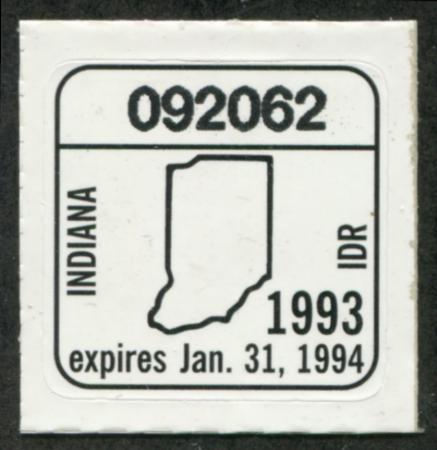 092062
INDIANA
IDR
1993
expires Jan. 31, 1994